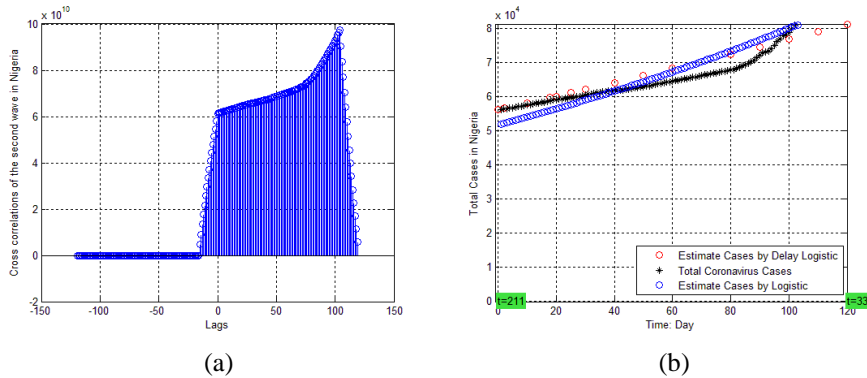 x 10^10
10
8
6
4
2
0
-2
-150 -100 -50 0 50 100 150
Lags
Cross correlations of the second wave in Nigeria
(a)
x 10^4
8
7
6
5
4
3
2
1
0
0 20 40 60 80 100 120
t=211
t=33
Time: Day
Total Cases in Nigeria
Estimate Cases by Delay Logistic
Total Coronavirus Cases
Estimate Cases by Logistic
(b)